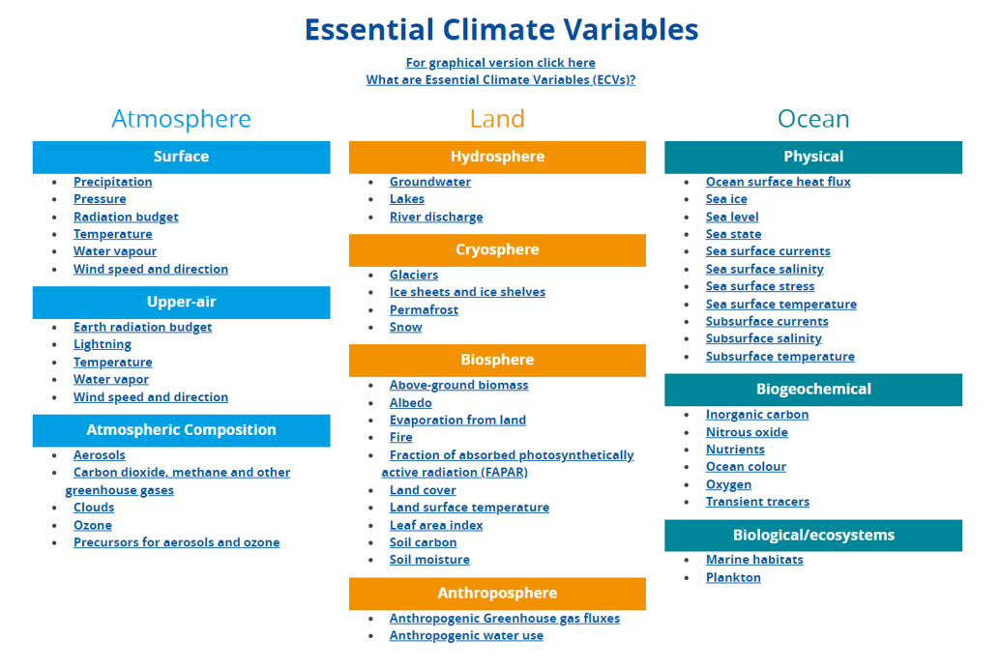 Essential Climate Variables
For graphical version click here
What are Essential Climate Variables (ECVs)?
Atmosphere
Surface
Precipitation
Pressure
Radiation budget
Temperature
Water vapour
Wind speed and direction
Upper-air
Earth radiation budget
Lightning
Temperature
Water vapor
Wind speed and direction
Atmospheric Composition
Aerosols
Carbon dioxide, methane and other
greenhouse gases
Clouds
Ozone
Precursors for aerosols and ozone
Land
Hydrosphere
Groundwater
Lakes
River discharge
Cryosphere
Glaciers
Ice sheets and ice shelves
Permafrost
Snow
Biosphere
Above-ground biomass
Albedo
Evaporation from land
Fire
Fraction of absorbed photosynthetically
active radiation (FAPAR)
Land cover
Land surface temperature
Leaf area index
Soil carbon
Soil moisture
Anthroposphere
Anthropogenic Greenhouse gas fluxes
Anthropogenic water use
Ocean
Physical
Ocean surface heat flux
Sea ice
Sea level
Sea state
Sea surface currents
Sea surface salinity
Sea surface stress
Sea surface temperature
Subsurface currents
Subsurface salinity
Subsurface temperature
Biogeochemical
Inorganic carbon
Nitrous oxide
Nutrients
Ocean colour
Oxygen
Transient tracers
Biological/ecosystems
Marine habitats
Plankton